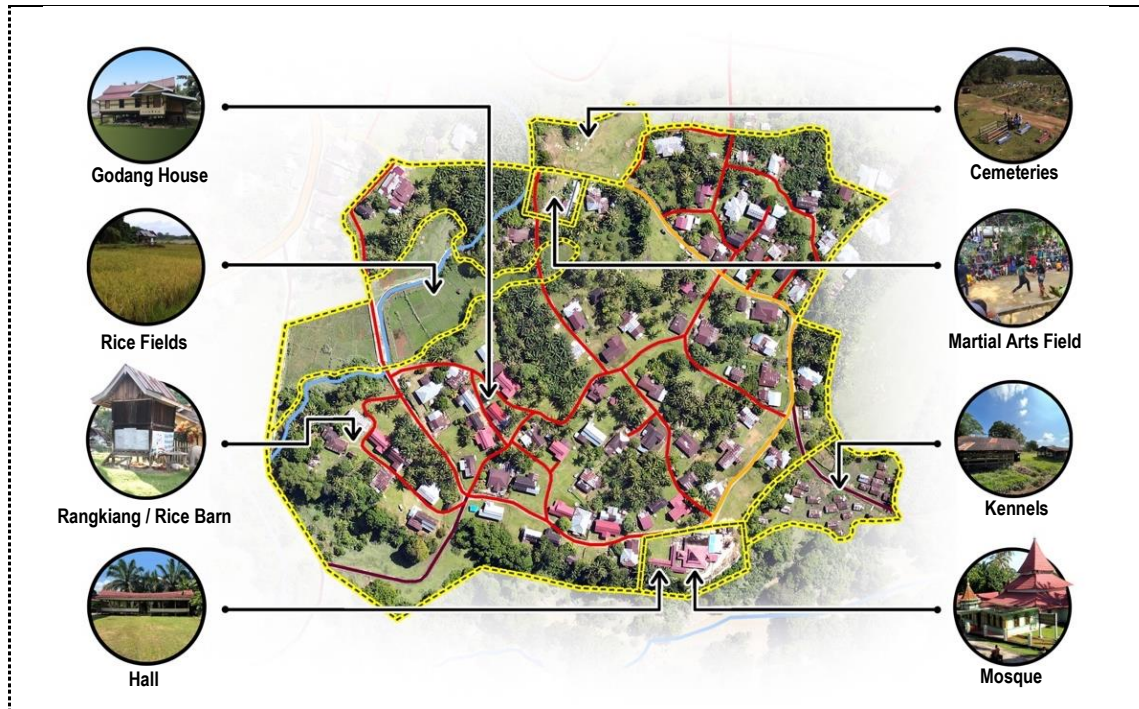 Godang House
Rice Fields
Rangkiang / Rice Barn
Hall
Cemeteries
Martial Arts Field
Kennels
Mosque